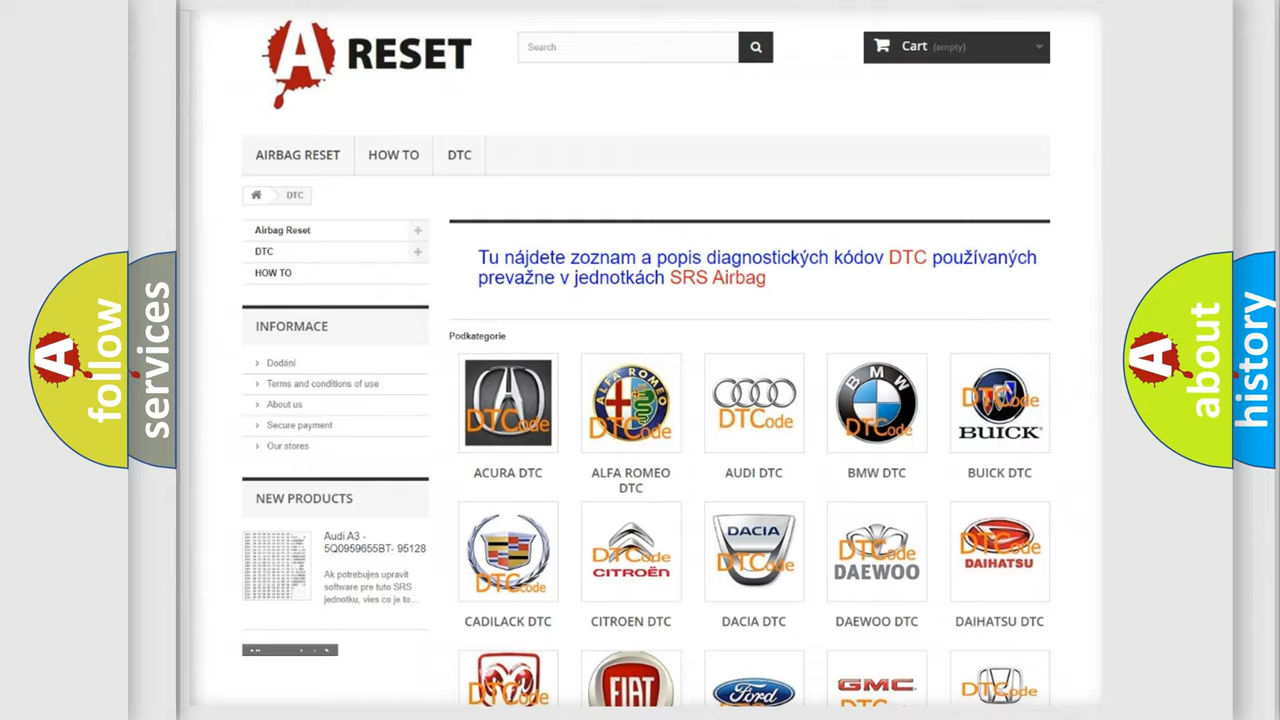 A RESET
Search
Cart (empty)
AIRBAG RESET
HOW TO
DTC
DTC
Airbag Reset
DTC
HOW TO
INFORMACE
Dodání
Terms and conditions of use
About us
Secure payment
Our stores
NEW PRODUCTS
Audi A3 -
5Q0959655BT- 95128
Ak potrebujes upravit
software pre tuto SRS
jednotku, vies co je to...
Tu nájdete zoznam a popis diagnostických kódov DTC používaných
prevažne v jednotkách SRS Airbag
Podkategorie
DTCode
ALFA ROMEO
DTCode
DTCode
BMW
DTCode
DTCode
BUICK
ACURA DTC
ALFA ROMEO
DTC
AUDI DTC
BMW DTC
BUICK DTC
DTCode
DTCode
CITROËN
DACIA
DTCode
DTCode
DAEWOO
DTCode
DAIHATSU
CADILACK DTC
CITROEN DTC
DACIA DTC
DAEWOO DTC
DAIHATSU DTC
DTCode
FIAT
Ford
GMC
DTCode
A
follow
services
A
about
history